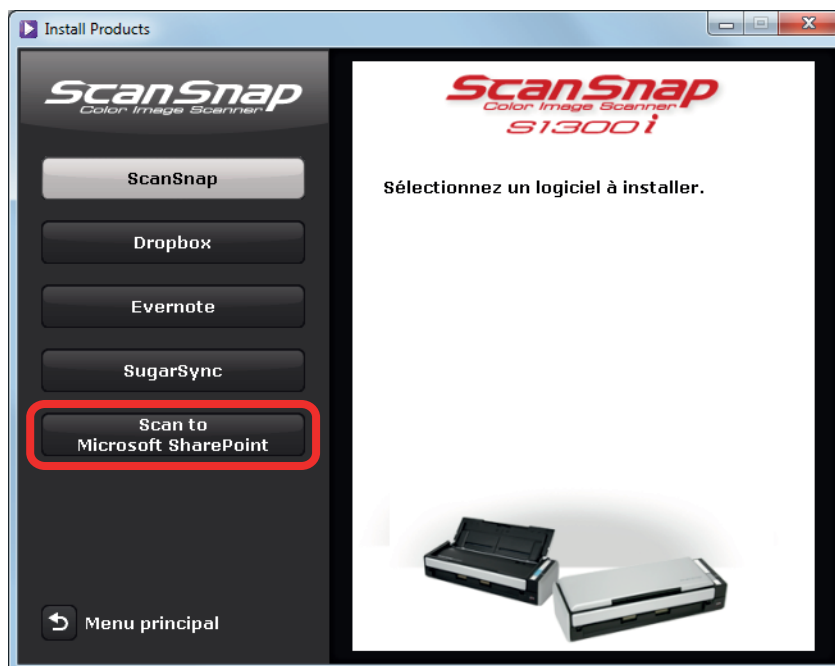 Install Products
ScanSnap
Color Image Scanner
ScanSnap
Dropbox
Evernote
SugarSync
Scan to
Microsoft SharePoint
Menu principal
ScanSnap
Color Image Scanner
S1300i
Sélectionnez un logiciel à installer.